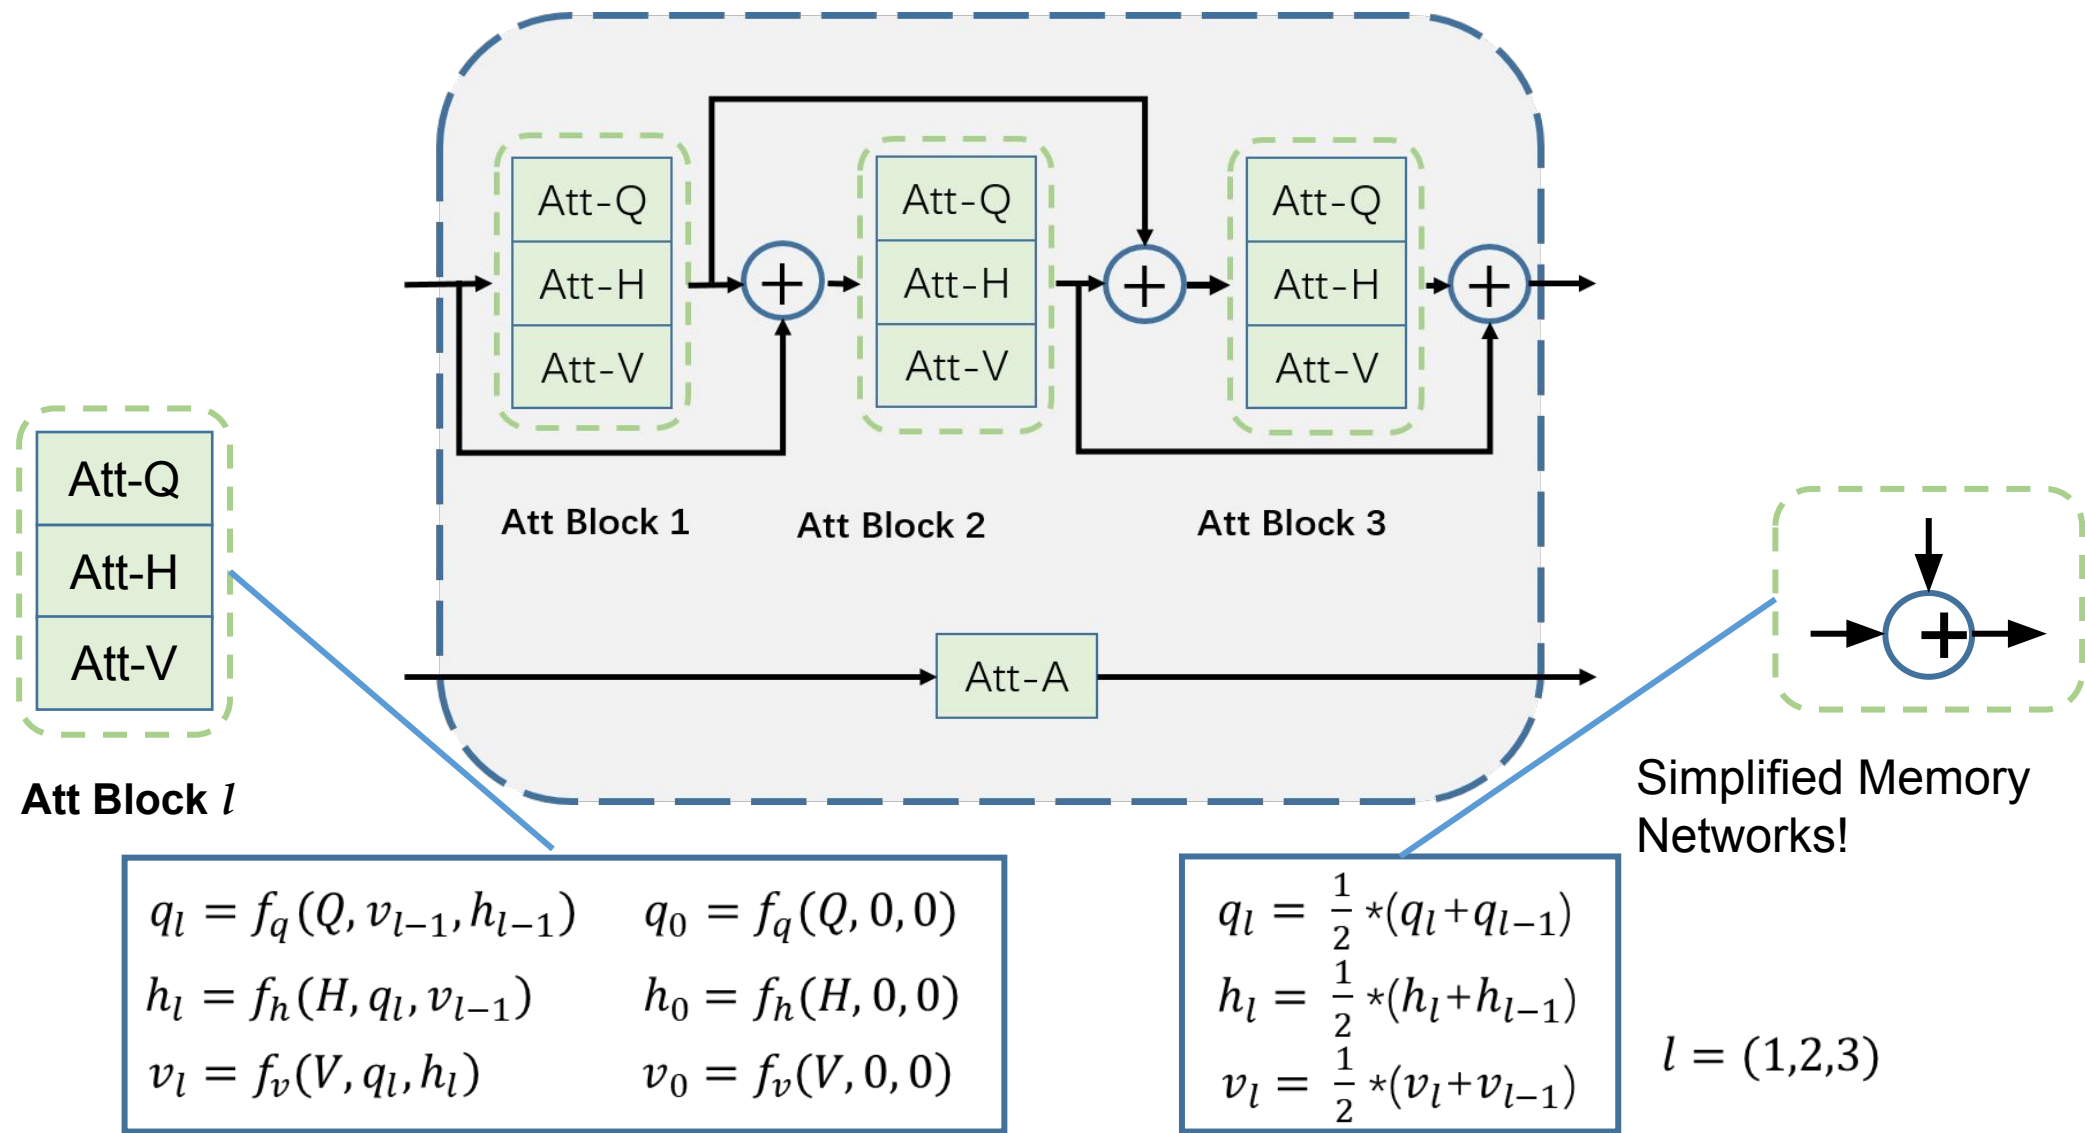 Att-Q
Att-H
Att-V
Att-Q
Att-H
Att-V
Att-Q
Att-H
Att-V
+
+
+
Att Block 1
Att Block 2
Att Block 3
Att-A
Att-Q
Att-H
Att-V
Att Block l
+
Simplified Memory
Networks!
q_l = f_q(Q, v_{l-1}, h_{l-1})   q_0 = f_q(Q, 0, 0)
h_l = f_h(H, q_l, v_{l-1})   h_0 = f_h(H, 0, 0)
v_l = f_v(V, q_l, h_l)   v_0 = f_v(V, 0, 0)
q_l = 1/2 *(q_l+q_{l-1})
h_l = 1/2 *(h_l+h_{l-1})
v_l = 1/2 *(v_l+v_{l-1})
l = (1,2,3)